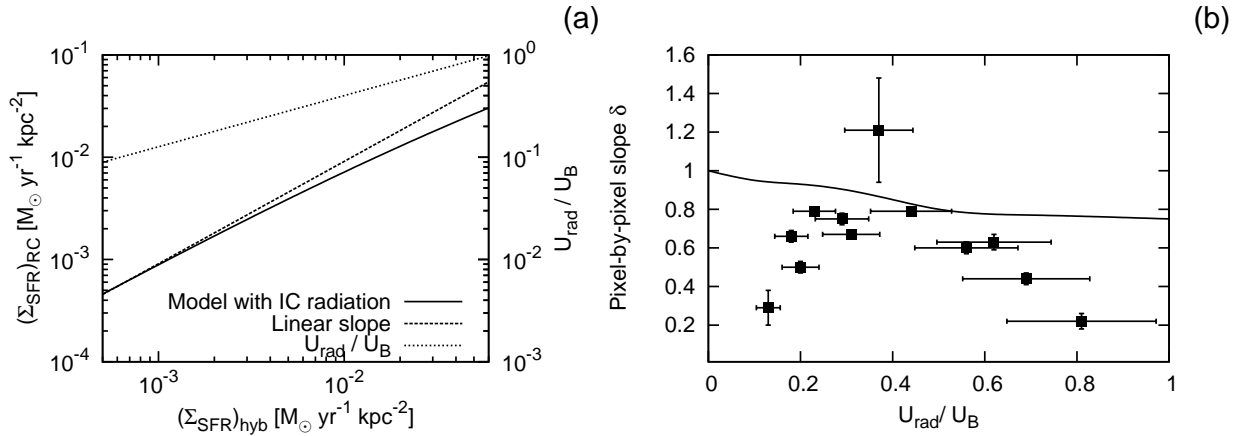 (a)
10^-1
10^-2
10^-3
10^-4
(Σ_SFR)_RC [M_⊙ yr^-1 kpc^-2]
10^0
10^-1
10^-2
10^-3
U_rad / U_B
Model with IC radiation
Linear slope
U_rad / U_B
10^-3
10^-2
(Σ_SFR)_hyb [M_⊙ yr^-1 kpc^-2]
(b)
1.6
1.4
1.2
1
0.8
0.6
0.4
0.2
Pixel-by-pixel slope δ
0
0.2
0.4
0.6
0.8
1
U_rad/ U_B